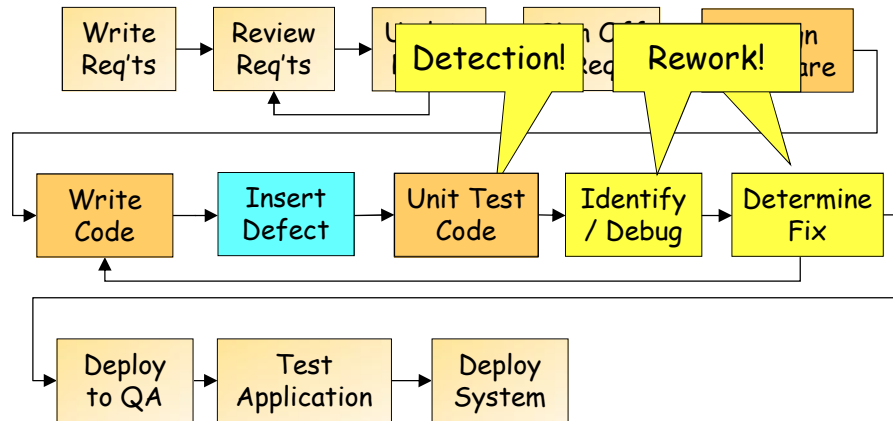 Write
Req'ts
Review
Req'ts
Detection!
Rework!
Write
Code
Insert
Defect
Unit Test
Code
Identify
/ Debug
Determine
Fix
Deploy
to QA
Test
Application
Deploy
System